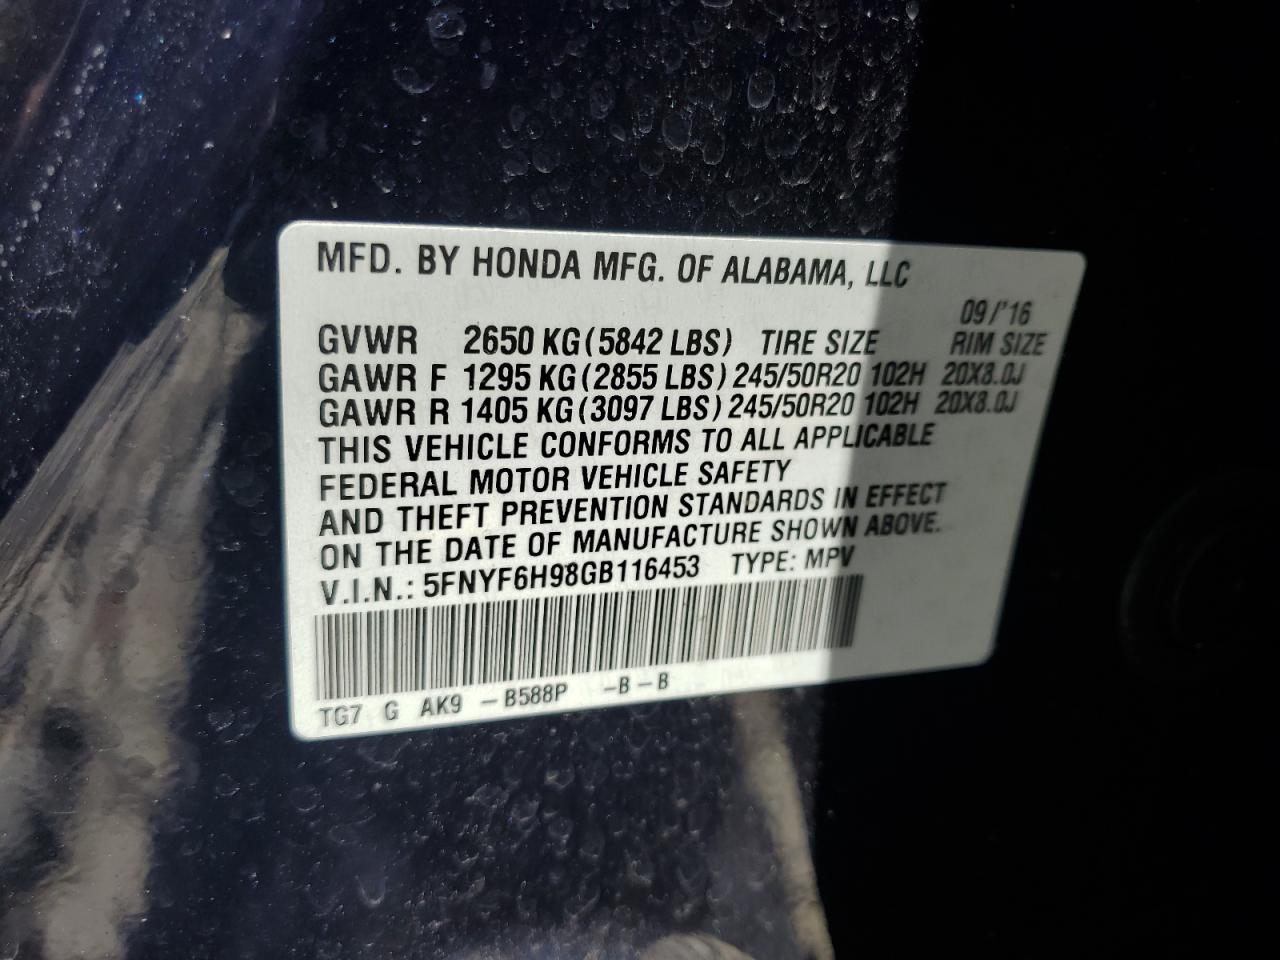 MFD. BY HONDA MFG. OF ALABAMA, LLC
09/'16
GVWR 2650 KG(5842 LBS) TIRE SIZE RIM SIZE
GAWR F 1295 KG(2855 LBS) 245/50R20 102H 20X8.0J
GAWR R 1405 KG(3097 LBS) 245/50R20 102H 20X8.0J
THIS VEHICLE CONFORMS TO ALL APPLICABLE
FEDERAL MOTOR VEHICLE SAFETY
AND THEFT PREVENTION STANDARDS IN EFFECT
ON THE DATE OF MANUFACTURE SHOWN ABOVE.
V.I.N.: 5FNYF6H98GB116453 TYPE: MPV
TG7 G AK9 -B588P -B-B